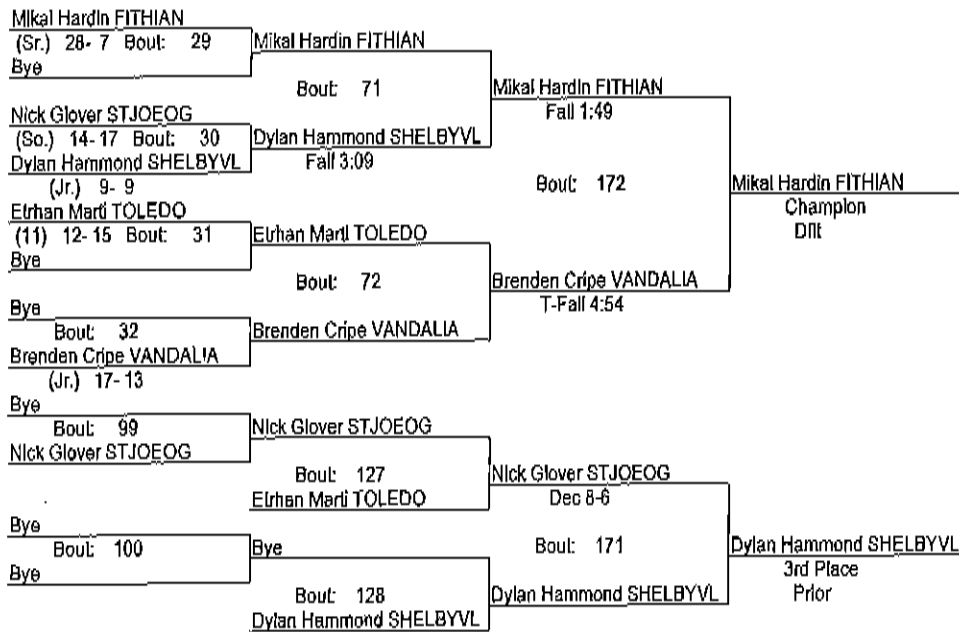 Mikal Hardin FITHIAN
(Sr.) 28- 7 Bout: 29
Bye
Mikal Hardin FITHIAN
Bout: 71
Nick Glover STJOEOG
(So.) 14- 17 Bout: 30
Dylan Hammond SHELBYVL
(Jr.) 9- 9
Dylan Hammond SHELBYVL
Fall 3:09
Mikal Hardin FITHIAN
Fall 1:49
Bout: 172
Etrhan Marti TOLEDO
(11) 12- 15 Bout: 31
Bye
Etrhan Marti TOLEDO
Bout: 72
Bye
Bout: 32
Brenden Cripe VANDALIA
(Jr.) 17- 13
Brenden Cripe VANDALIA
Brenden Cripe VANDALIA
T-Fall 4:54
Mikal Hardin FITHIAN
Champion
Dflt
Bye
Bout: 99
Nick Glover STJOEOG
Nick Glover STJOEOG
Bout: 127
Etrhan Marti TOLEDO
Nick Glover STJOEOG
Dec 8-6
Bout: 171
Bye
Bout: 100
Bye
Bye
Bout: 128
Dylan Hammond SHELBYVL
Dylan Hammond SHELBYVL
Dylan Hammond SHELBYVL
3rd Place
Prior